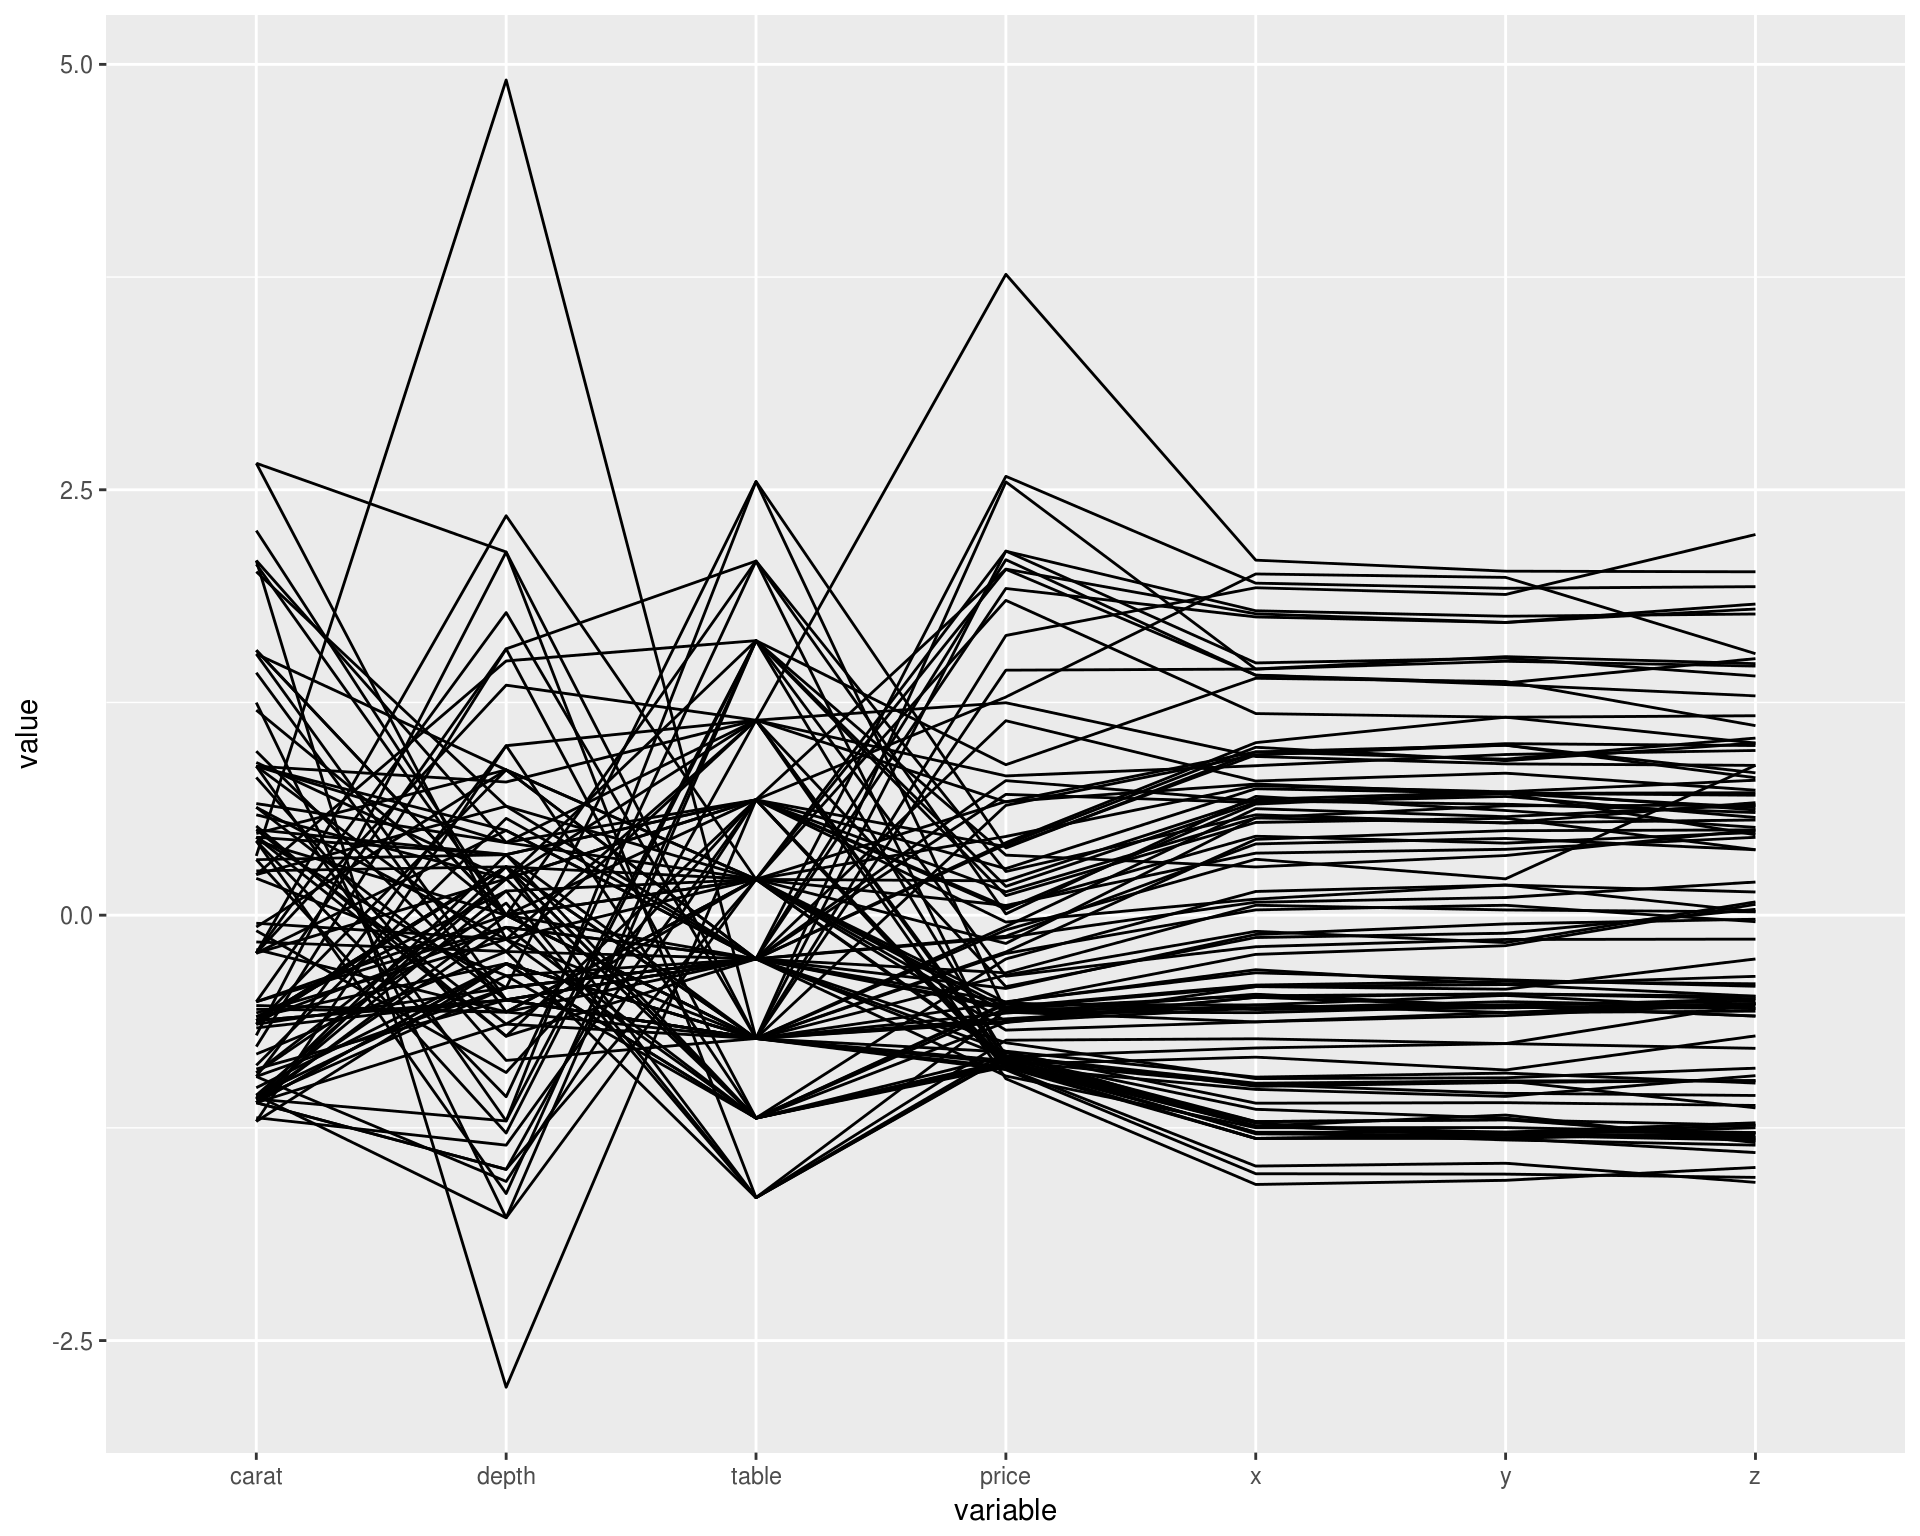 5.0
2.5
value
0.0
-2.5
carat depth table price x y z
variable